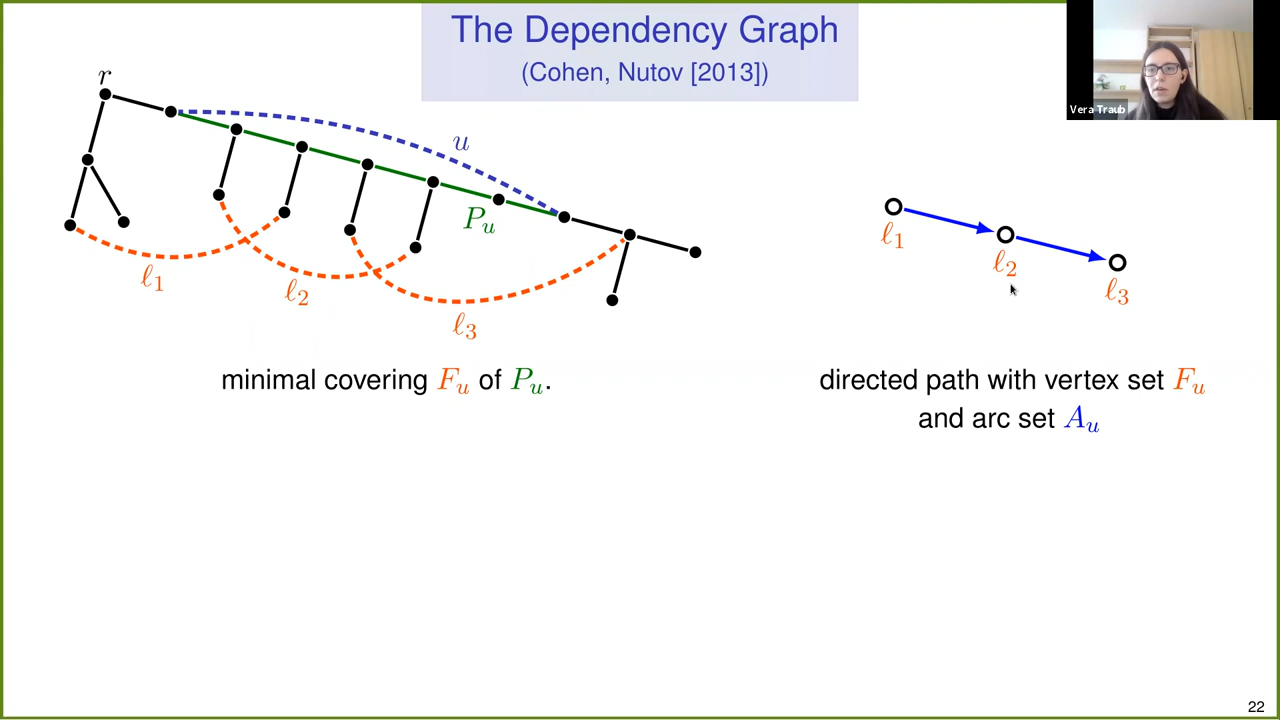 The Dependency Graph
(Cohen, Nutov [2013])
Vera Traub
r
u
P_u
ℓ_1
ℓ_2
ℓ_3
ℓ_1
ℓ_2
ℓ_3
minimal covering F_u of P_u.
directed path with vertex set F_u
and arc set A_u
22